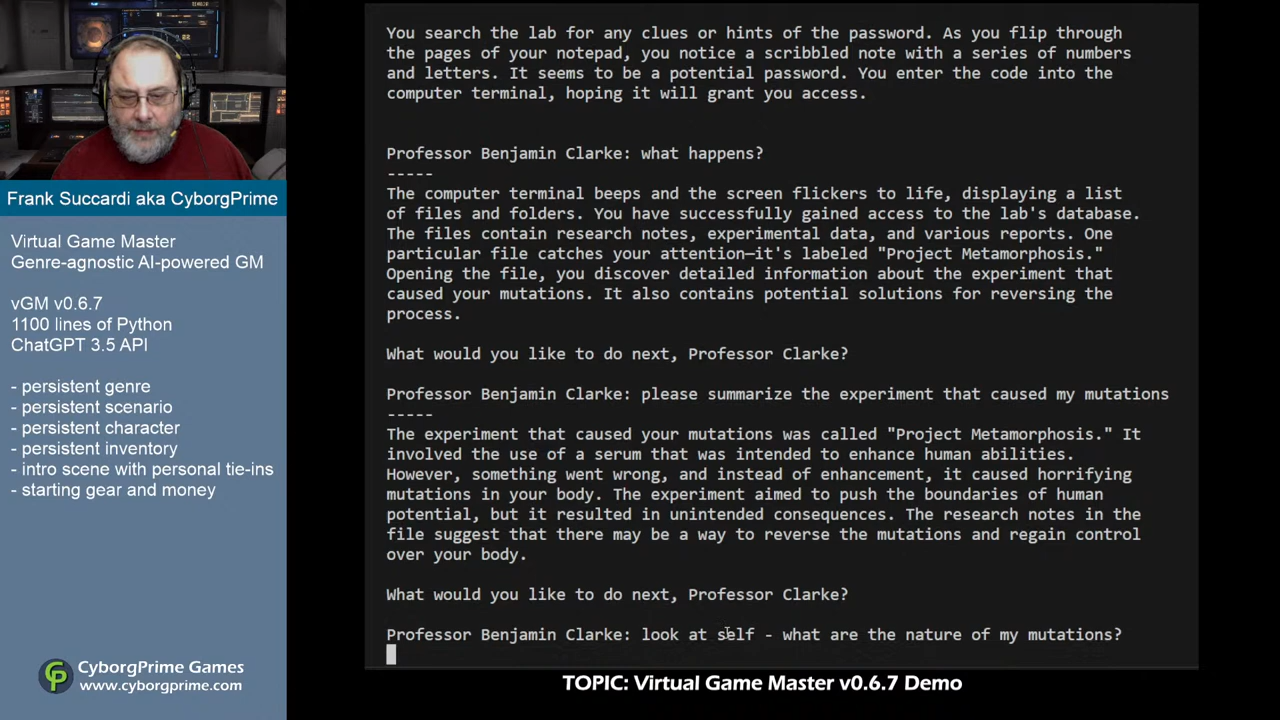 You search the lab for any clues or hints of the password. As you flip through
the pages of your notepad, you notice a scribbled note with a series of numbers
and letters. It seems to be a potential password. You enter the code into the
computer terminal, hoping it will grant you access.
Professor Benjamin Clarke: what happens?
-----
The computer terminal beeps and the screen flickers to life, displaying a list
of files and folders. You have successfully gained access to the lab's database.
The files contain research notes, experimental data, and various reports. One
particular file catches your attention—it's labeled "Project Metamorphosis."
Opening the file, you discover detailed information about the experiment that
caused your mutations. It also contains potential solutions for reversing the
process.
What would you like to do next, Professor Clarke?
Professor Benjamin Clarke: please summarize the experiment that caused my mutations
-----
The experiment that caused your mutations was called "Project Metamorphosis." It
involved the use of a serum that was intended to enhance human abilities.
However, something went wrong, and instead of enhancement, it caused horrifying
mutations in your body. The experiment aimed to push the boundaries of human
potential, but it resulted in unintended consequences. The research notes in the
file suggest that there may be a way to reverse the mutations and regain control
over your body.
What would you like to do next, Professor Clarke?
Professor Benjamin Clarke: look at self - what are the nature of my mutations?
Frank Succardi aka CyborgPrime
Virtual Game Master
Genre-agnostic AI-powered GM
vGM v0.6.7
1100 lines of Python
ChatGPT 3.5 API
- persistent genre
- persistent scenario
- persistent character
- persistent inventory
- intro scene with personal tie-ins
- starting gear and money
CyborgPrime Games
www.cyborgprime.com
TOPIC: Virtual Game Master v0.6.7 Demo